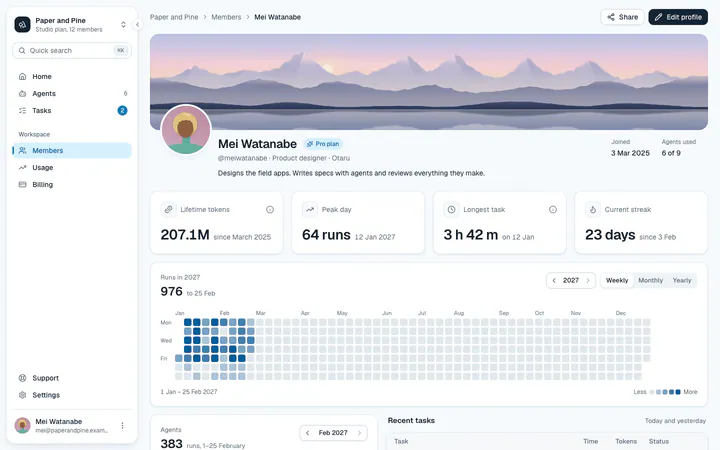 Paper and Pine
Studio plan, 12 members
Quick search
⌘K
Home
Agents 6
Tasks 2
Workspace
Members
Usage
Billing
Support
Settings
Mei Watanabe
mei@paperandpine.exam...
Paper and Pine > Members > Mei Watanabe
Share
Edit profile
Mei Watanabe Pro plan
@meiwatanabe · Product designer · Otaru
Designs the field apps. Writes specs with agents and reviews everything they make.
Joined
3 Mar 2025
Agents used
6 of 9
Lifetime tokens
207.1M since March 2025
Peak day
64 runs 12 Jan 2027
Longest task
3 h 42 m on 12 Jan
Current streak
23 days since 3 Feb
Runs in 2027
976 to 25 Feb
2027
Weekly Monthly Yearly
Jan Feb Mar Apr May Jun Jul Aug Sep Oct Nov Dec
Mon
Wed
Fri
1 Jan – 25 Feb 2027
Less More
Agents
383 runs, 1–25 February
Feb 2027
Recent tasks
Today and yesterday
Task Time Tokens Status